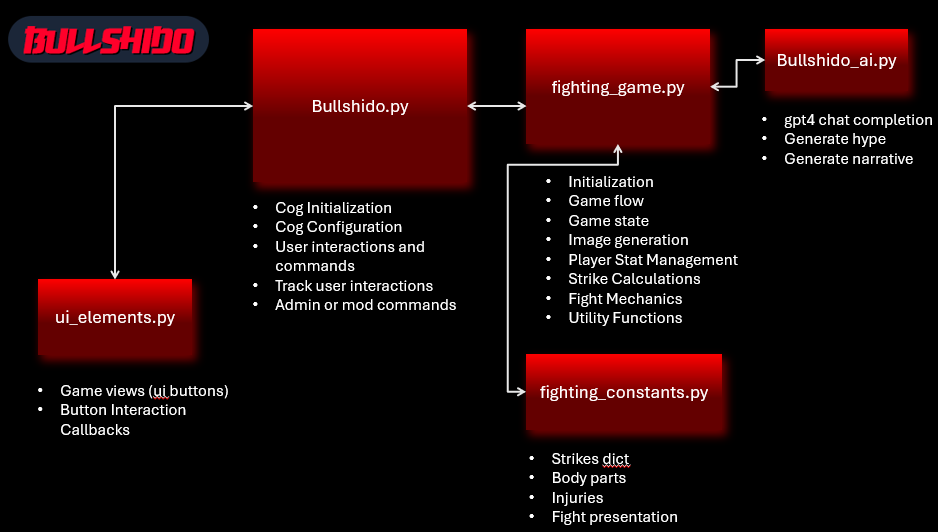 BULLSHIDO
Bullshido.py
• Cog Initialization
• Cog Configuration
• User interactions and
commands
• Track user interactions
• Admin or mod commands
fighting_game.py
• Initialization
• Game flow
• Game state
• Image generation
• Player Stat Management
• Strike Calculations
• Fight Mechanics
• Utility Functions
Bullshido_ai.py
• gpt4 chat completion
• Generate hype
• Generate narrative
ui_elements.py
• Game views (ui buttons)
• Button Interaction
Callbacks
fighting_constants.py
• Strikes dict
• Body parts
• Injuries
• Fight presentation